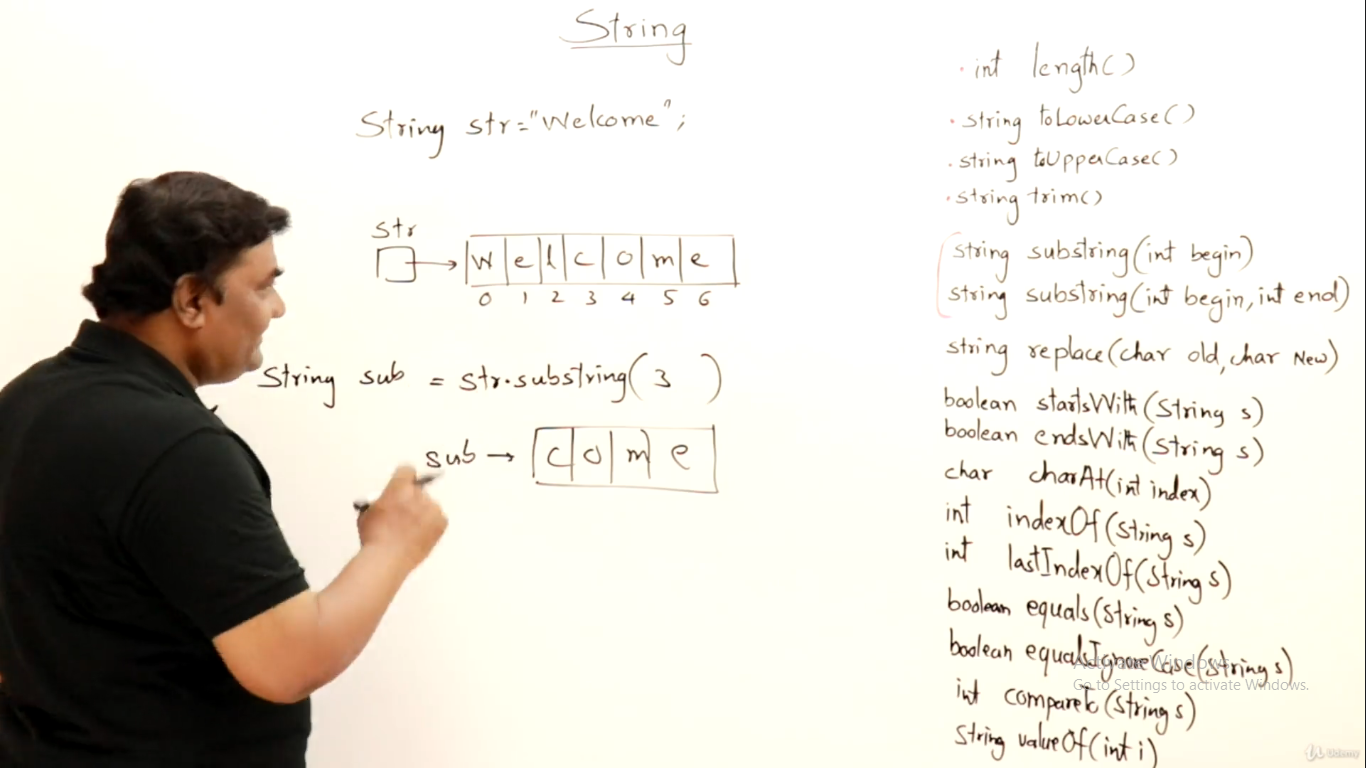 String
String str="Welcome";
str
w e l c o m e
0 1 2 3 4 5 6
String sub = str.substring(3 )
sub → c o m e
int length()
string toLowerCase()
string toUpperCase()
string trim()
string substring(int begin)
string substring(int begin, int end)
string replace(char old, char New)
boolean startsWith(String s)
boolean endsWith(String s)
char charAt(int index)
int indexOf(String s)
int lastIndexOf(String s)
boolean equals(String s)
boolean equalsIgnoreCase(String s)
int compareTo(String s)
String valueOf(int i)
Activate Windows
Go to Settings to activate Windows.
Udemy